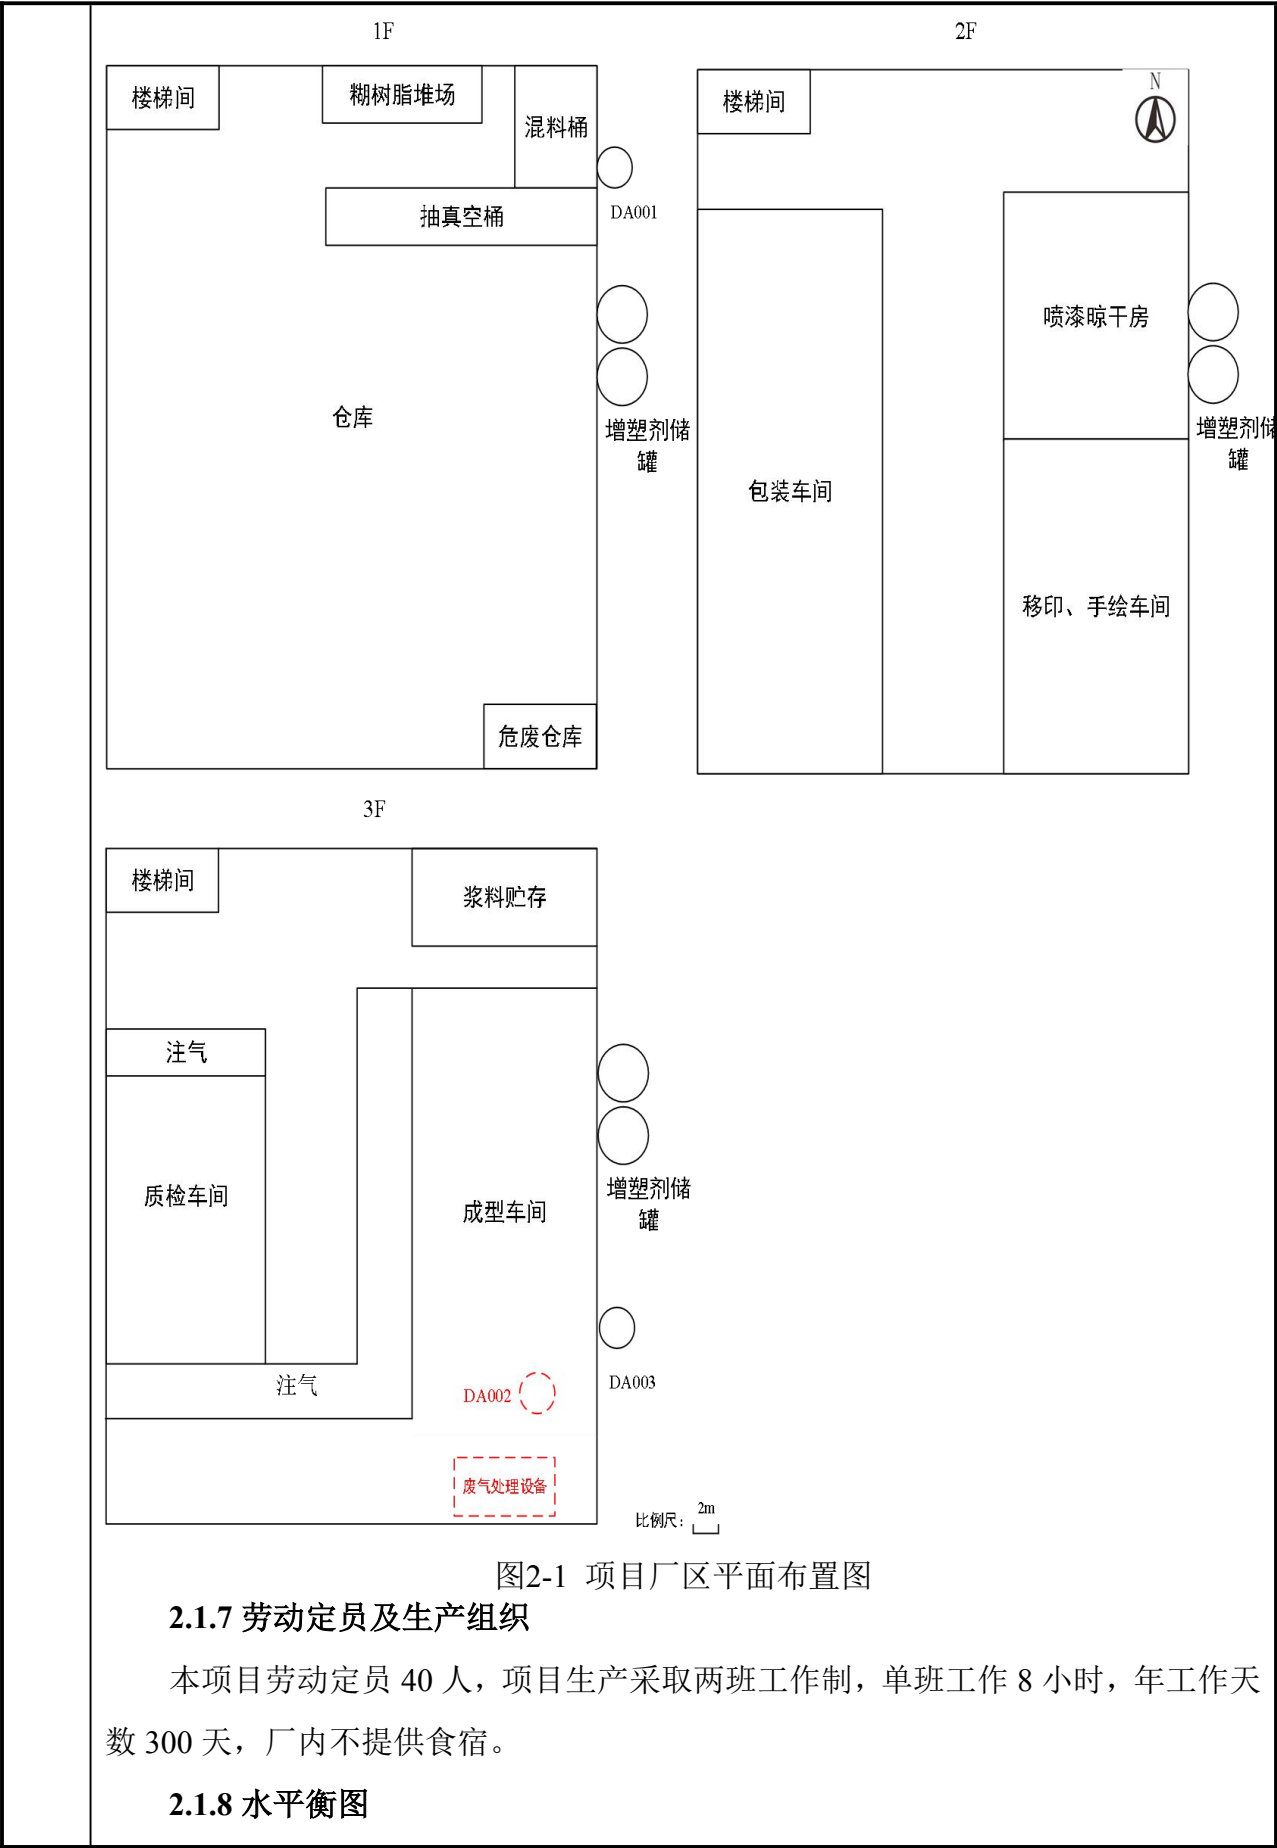 1F
楼梯间
糊树脂堆场
混料桶
抽真空桶
DA001
仓库
增塑剂储
罐
危废仓库
2F
N
楼梯间
喷漆晾干房
包装车间
增塑剂储
罐
移印、手绘车间
3F
楼梯间
浆料贮存
注气
质检车间
成型车间
增塑剂储
罐
注气
DA002
DA003
废气处理设备
比例尺：
2m
图2-1 项目厂区平面布置图
2.1.7 劳动定员及生产组织
本项目劳动定员 40 人，项目生产采取两班工作制，单班工作 8 小时，年工作天
数 300 天，厂内不提供食宿。
2.1.8 水平衡图